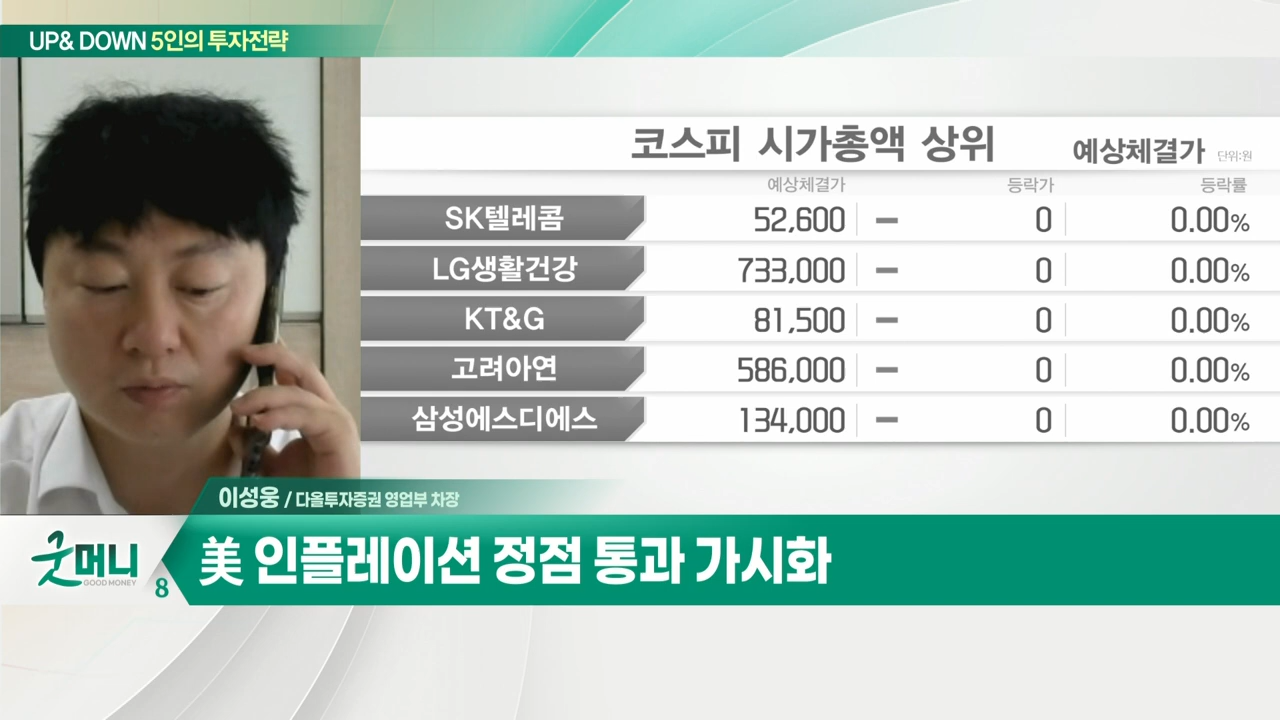 UP& DOWN 5인의 투자전략
코스피 시가총액 상위 예상체결가 단위:원
예상체결가 등락가 등락률
SK텔레콤 52,600 – 0 0.00%
LG생활건강 733,000 – 0 0.00%
KT&G 81,500 – 0 0.00%
고려아연 586,000 – 0 0.00%
삼성에스디에스 134,000 – 0 0.00%
이성웅 / 다올투자증권 영업부 차장
굿머니
GOOD MONEY
8
美 인플레이션 정점 통과 가시화